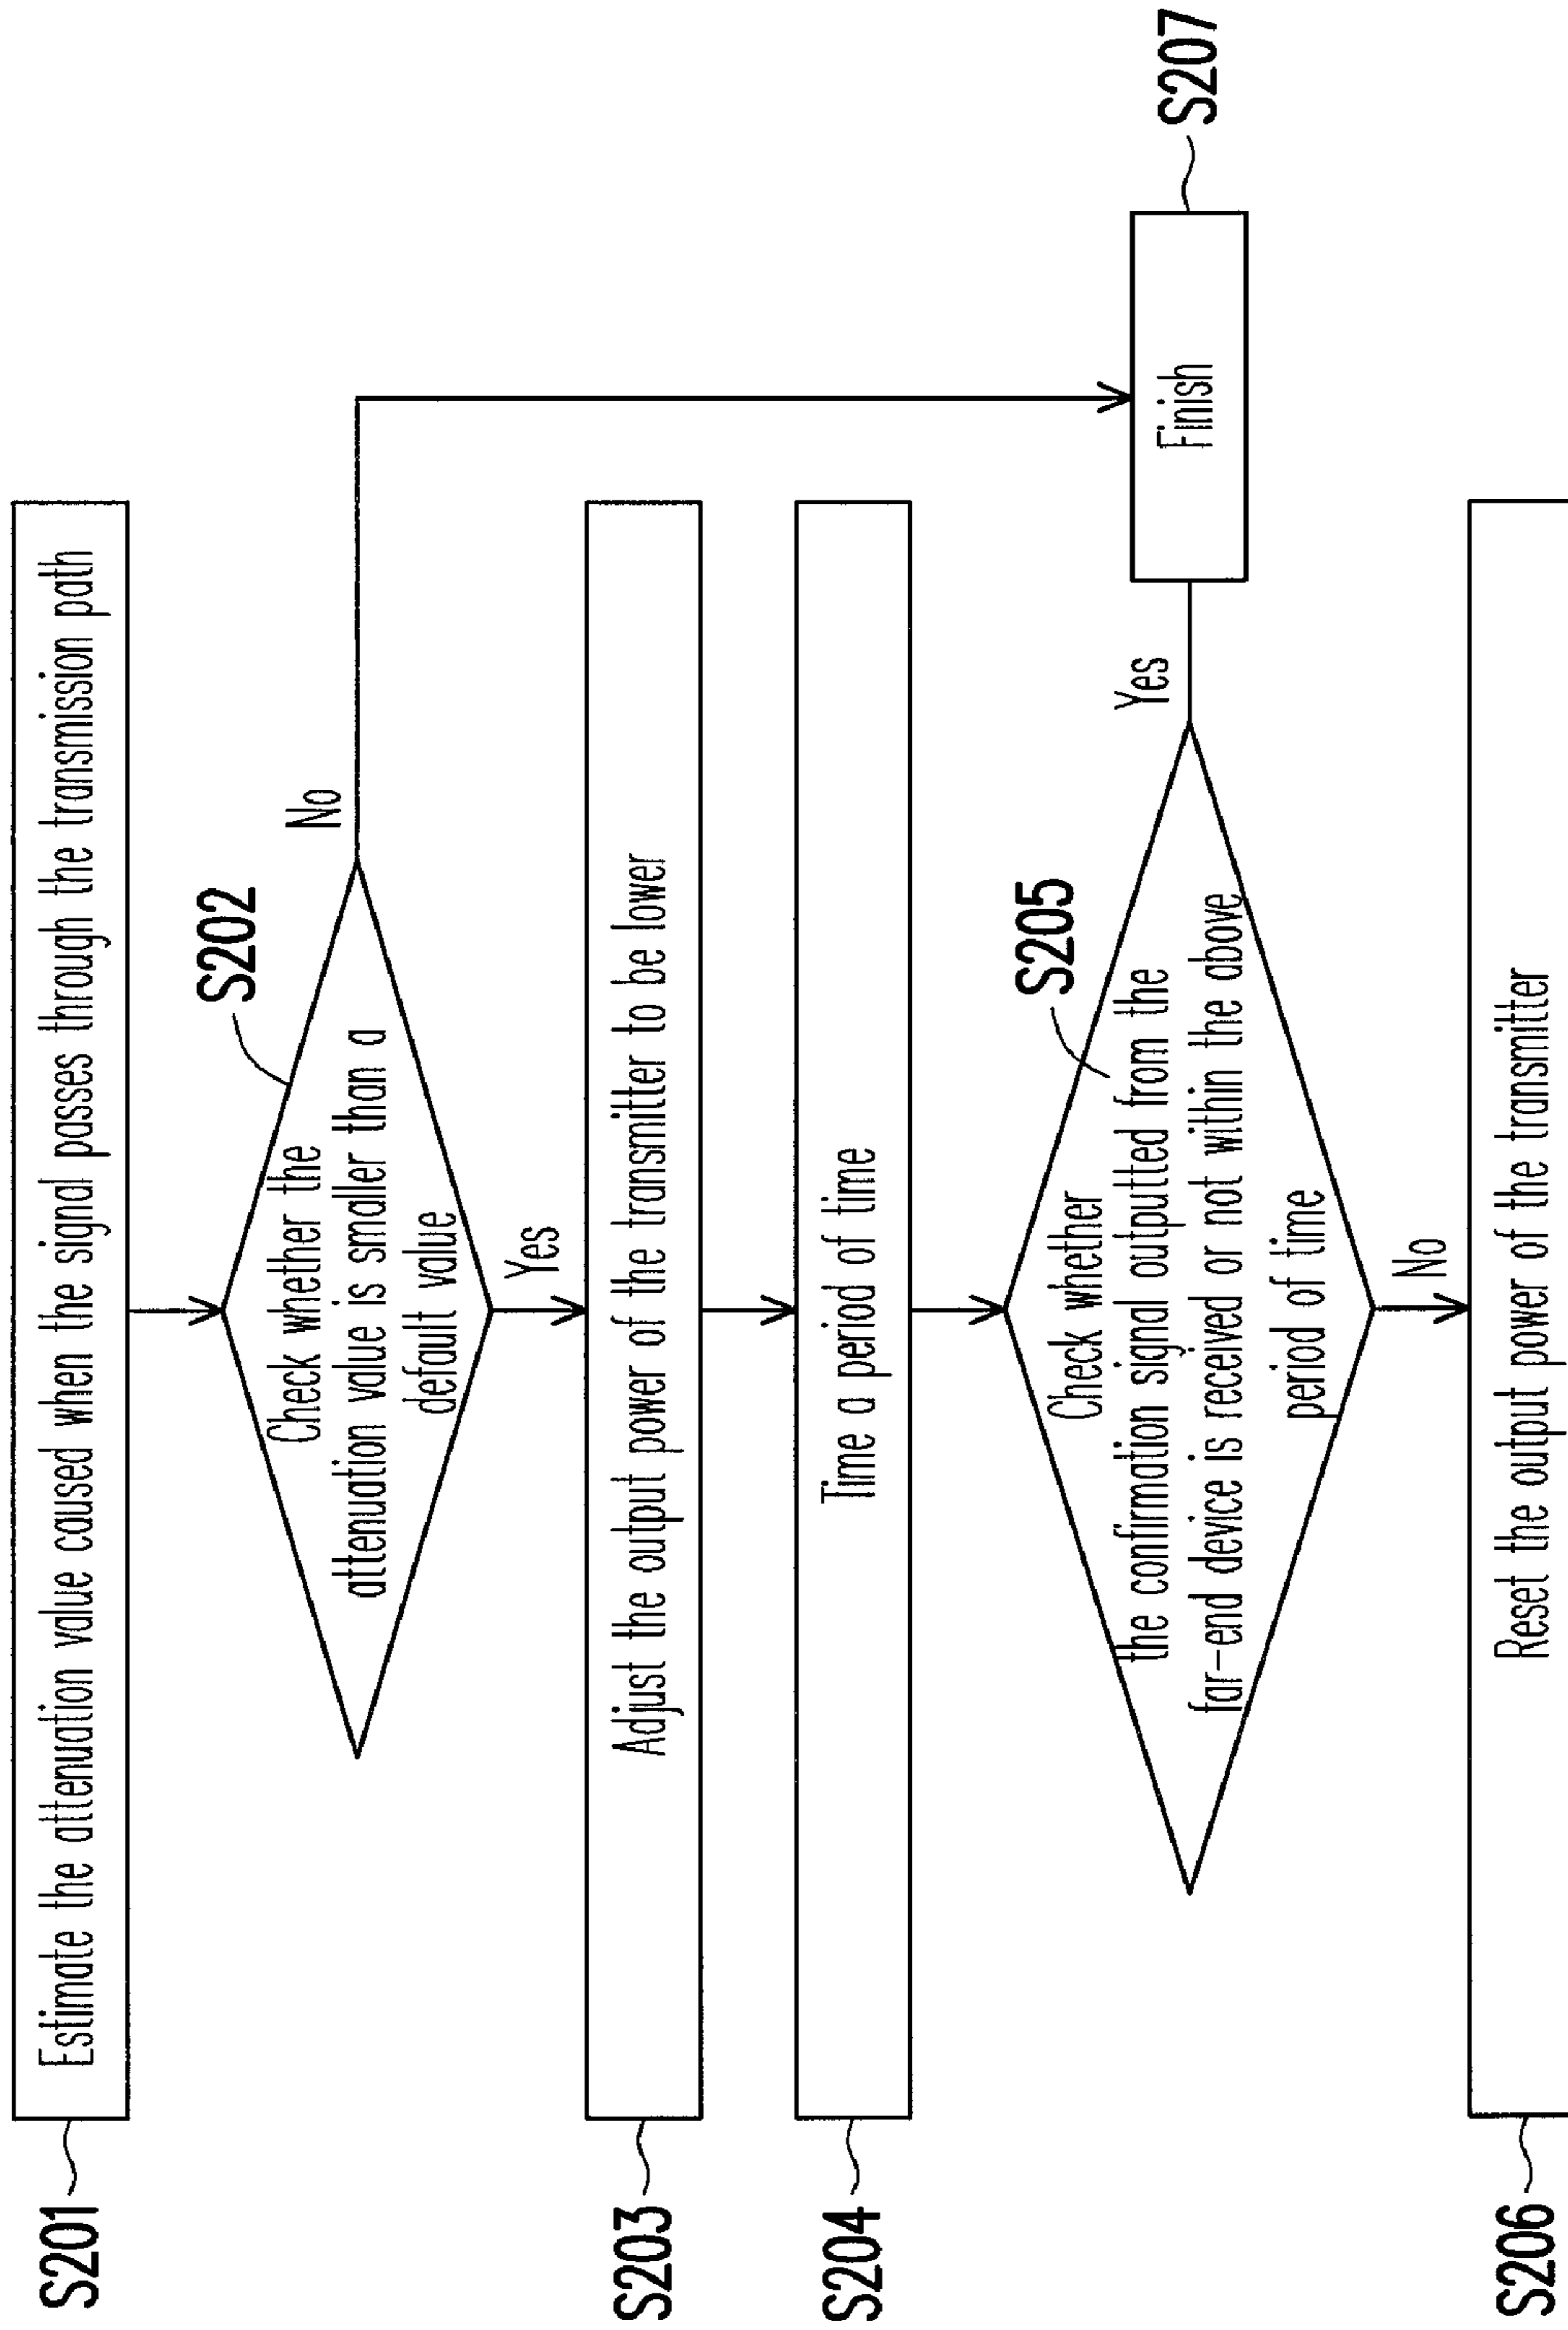 S201
Estimate the attenuation value caused when the signal passes through the transmission path
S202
Check whether the
attenuation value is smaller than a
default value
No
Yes
S203
Adjust the output power of the transmitter to be lower
S204
Time a period of time
S205
Check whether
the confirmation signal outputted from the
far-end device is received or not within the above
period of time
Yes
Finish
S207
No
S206
Reset the output power of the transmitter